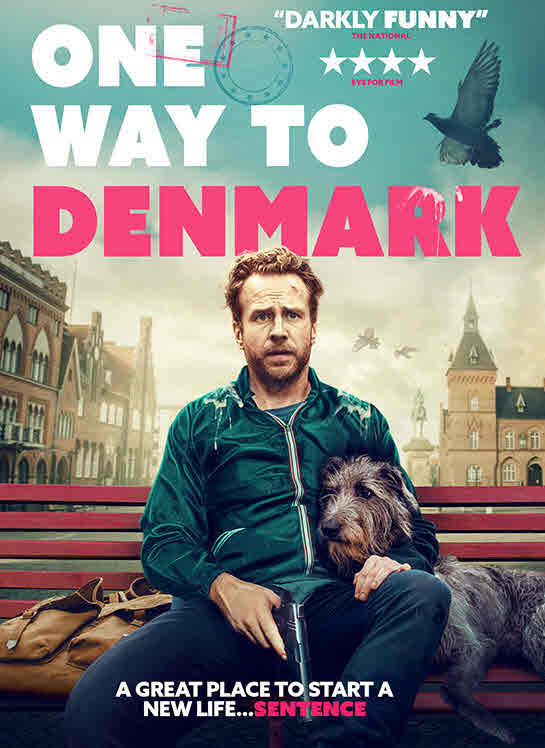 "DARKLY FUNNY"
THE NATIONAL
★★★★
EYE FOR FILM
ONE
WAY TO
DENMARK
A GREAT PLACE TO START A
NEW LIFE...SENTENCE